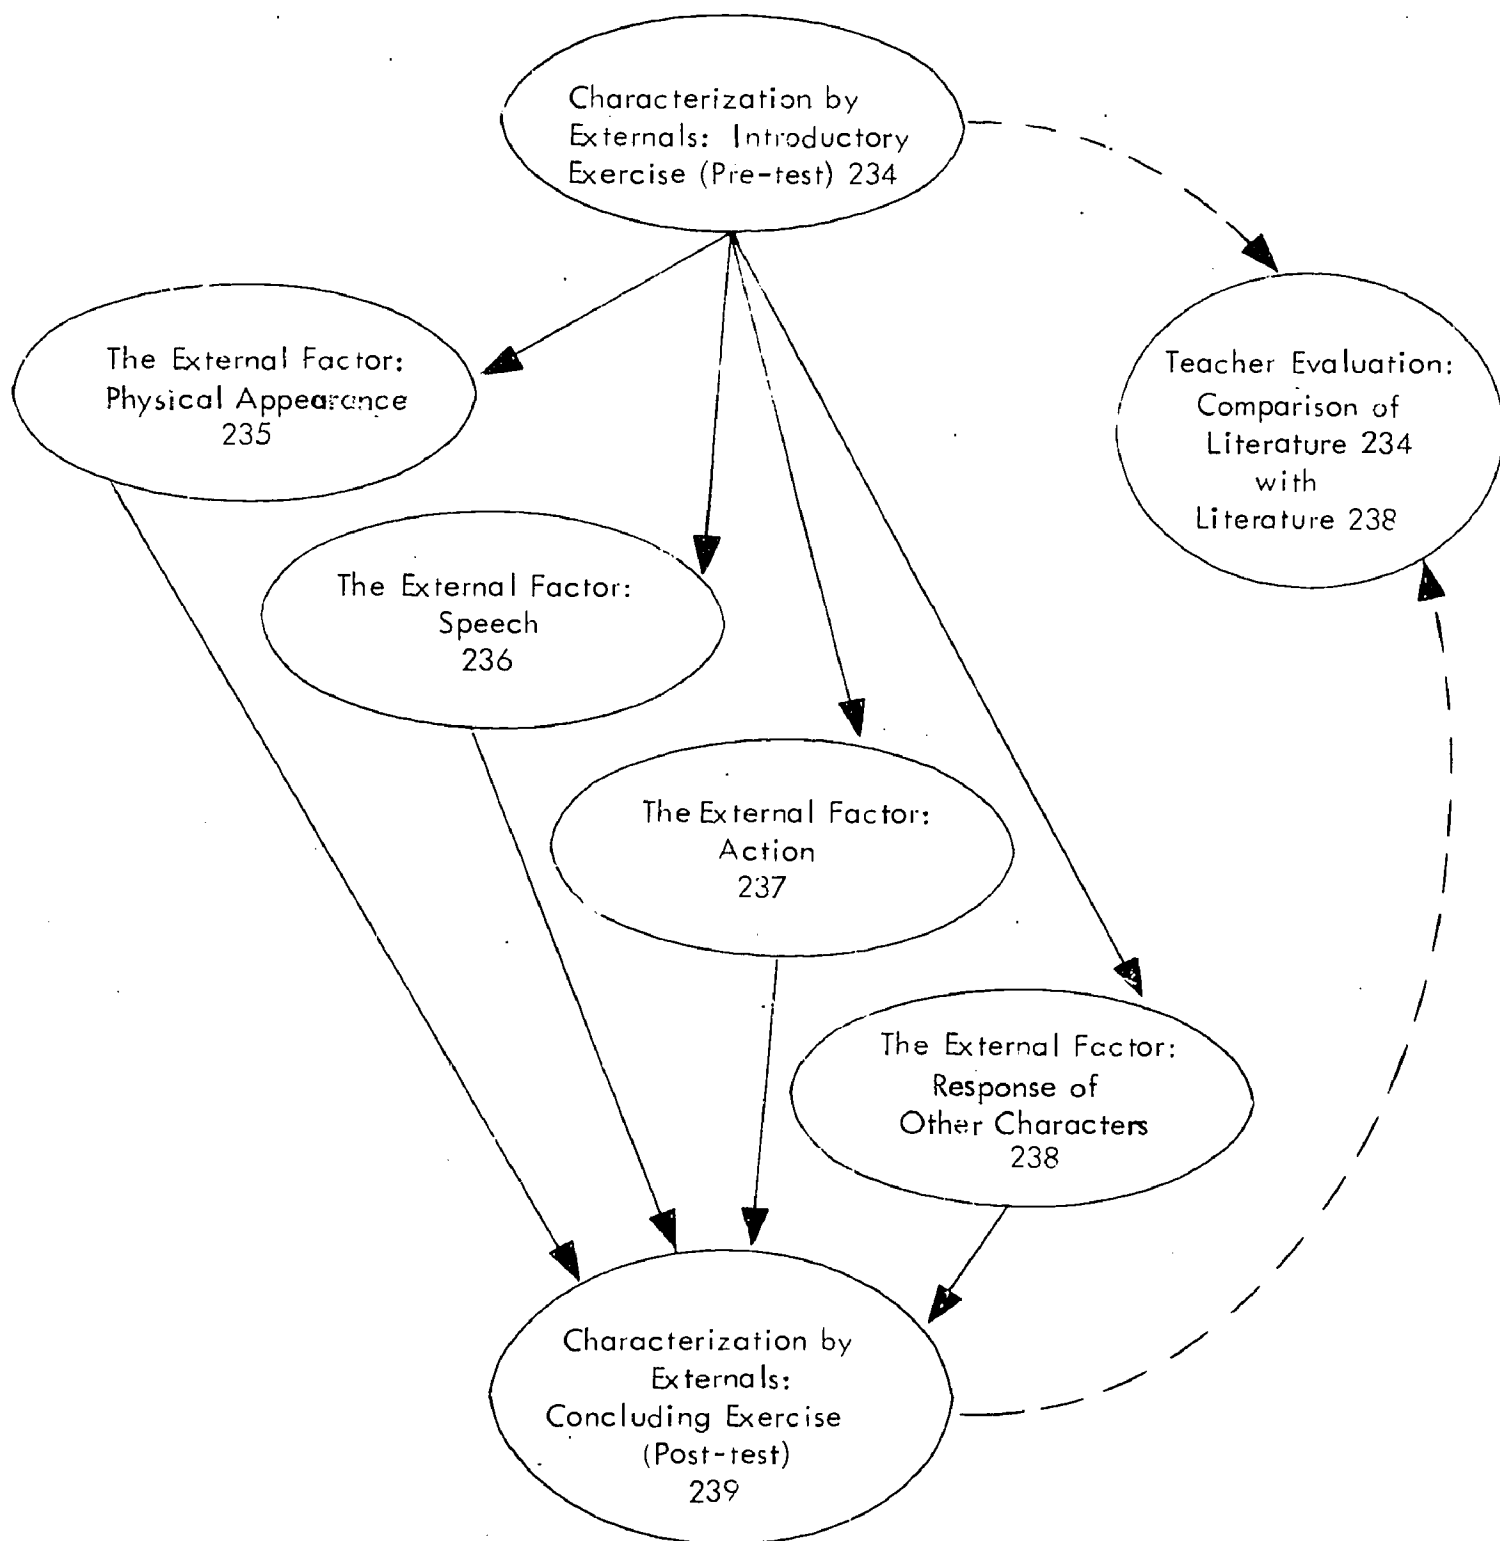 Characterization by
Externals: Introductory
Exercise (Pre-test) 234
The External Factor:
Physical Appearance
235
Teacher Evaluation:
Comparison of
Literature 234
with
Literature 238
The External Factor:
Speech
236
The External Factor:
Action
237
The External Factor:
Response of
Other Characters
238
Characterization by
Externals:
Concluding Exercise
(Post-test)
239